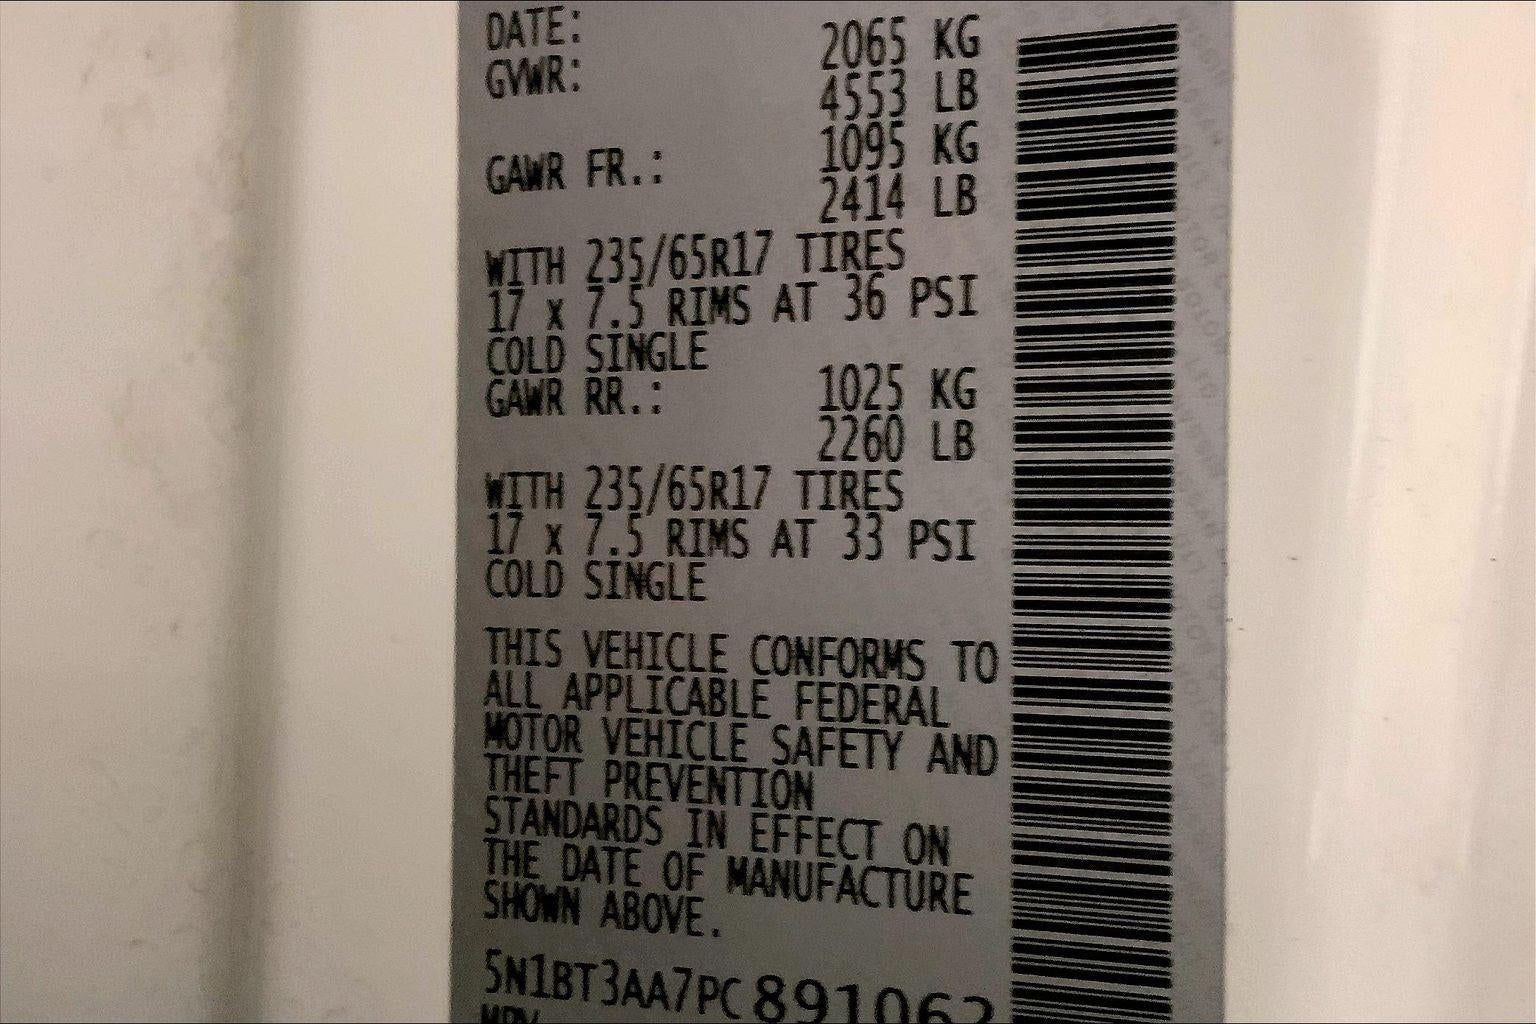 DATE:
GVWR: 2065 KG
4553 LB
GAWR FR.: 1095 KG
2414 LB
WITH 235/65R17 TIRES
17 x 7.5 RIMS AT 36 PSI
COLD SINGLE
GAWR RR.: 1025 KG
2260 LB
WITH 235/65R17 TIRES
17 x 7.5 RIMS AT 33 PSI
COLD SINGLE
THIS VEHICLE CONFORMS TO
ALL APPLICABLE FEDERAL
MOTOR VEHICLE SAFETY AND
THEFT PREVENTION
STANDARDS IN EFFECT ON
THE DATE OF MANUFACTURE
SHOWN ABOVE.
5N1BT3AA7PC891062
MPV